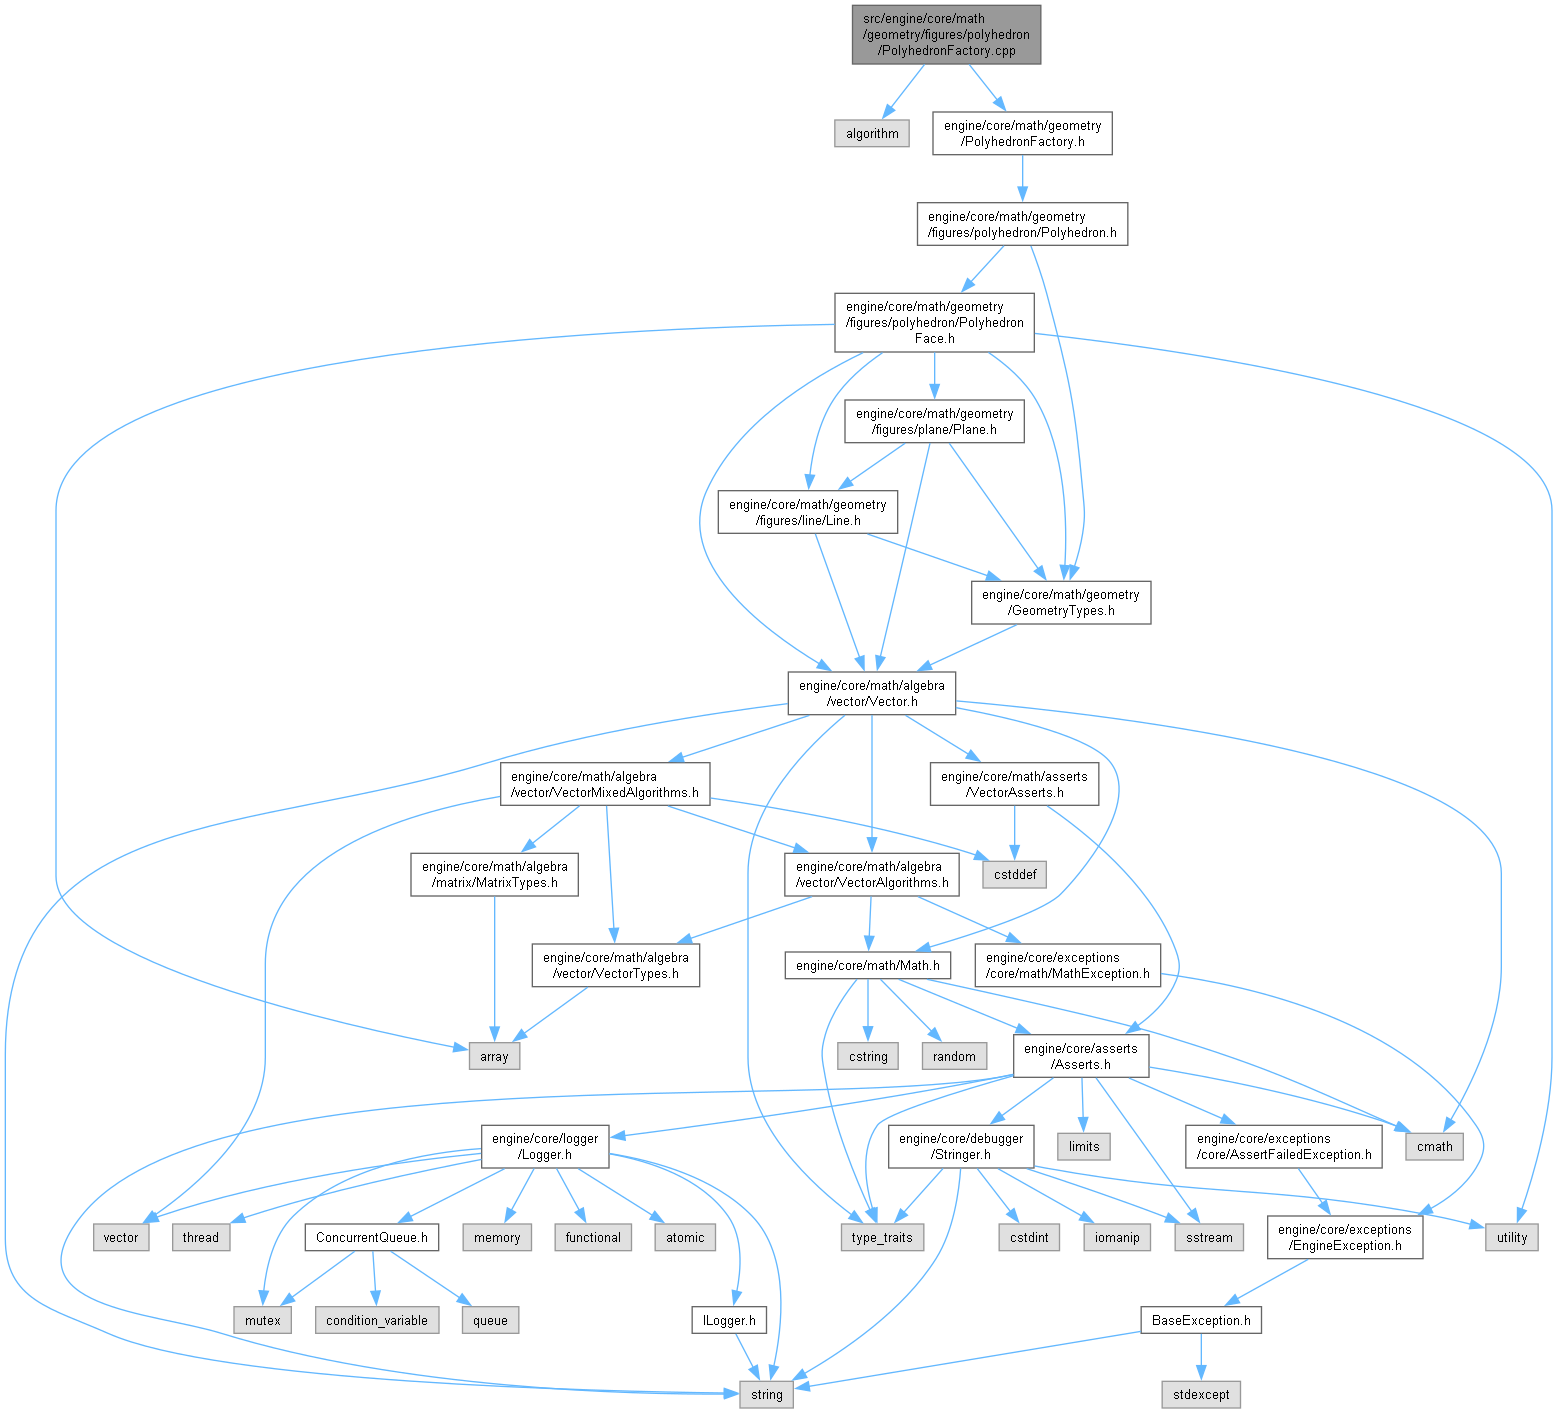 src/engine/core/math
/geometry/figures/polyhedron
/PolyhedronFactory.cpp
algorithm
engine/core/math/geometry
/PolyhedronFactory.h
engine/core/math/geometry
/figures/polyhedron/Polyhedron.h
engine/core/math/geometry
/figures/polyhedron/Polyhedron
Face.h
engine/core/math/geometry
/figures/plane/Plane.h
engine/core/math/geometry
/figures/line/Line.h
engine/core/math/geometry
/GeometryTypes.h
engine/core/math/algebra
/vector/Vector.h
engine/core/math/algebra
/vector/VectorMixedAlgorithms.h
engine/core/math/asserts
/VectorAsserts.h
engine/core/math/algebra
/matrix/MatrixTypes.h
engine/core/math/algebra
/vector/VectorAlgorithms.h
cstddef
engine/core/math/algebra
/vector/VectorTypes.h
engine/core/math/Math.h
engine/core/exceptions
/core/math/MathException.h
array
cstring
random
engine/core/asserts
/Asserts.h
engine/core/logger
/Logger.h
engine/core/debugger
/Stringer.h
limits
engine/core/exceptions
/core/AssertFailedException.h
cmath
vector
thread
ConcurrentQueue.h
memory
functional
atomic
type_traits
cstdint
iomanip
sstream
engine/core/exceptions
/EngineException.h
utility
mutex
condition_variable
queue
ILogger.h
BaseException.h
string
stdexcept